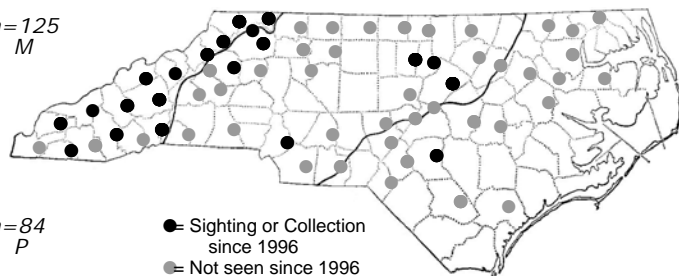 =125
M
=84
P
= Sighting or Collection
since 1996
= Not seen since 1996